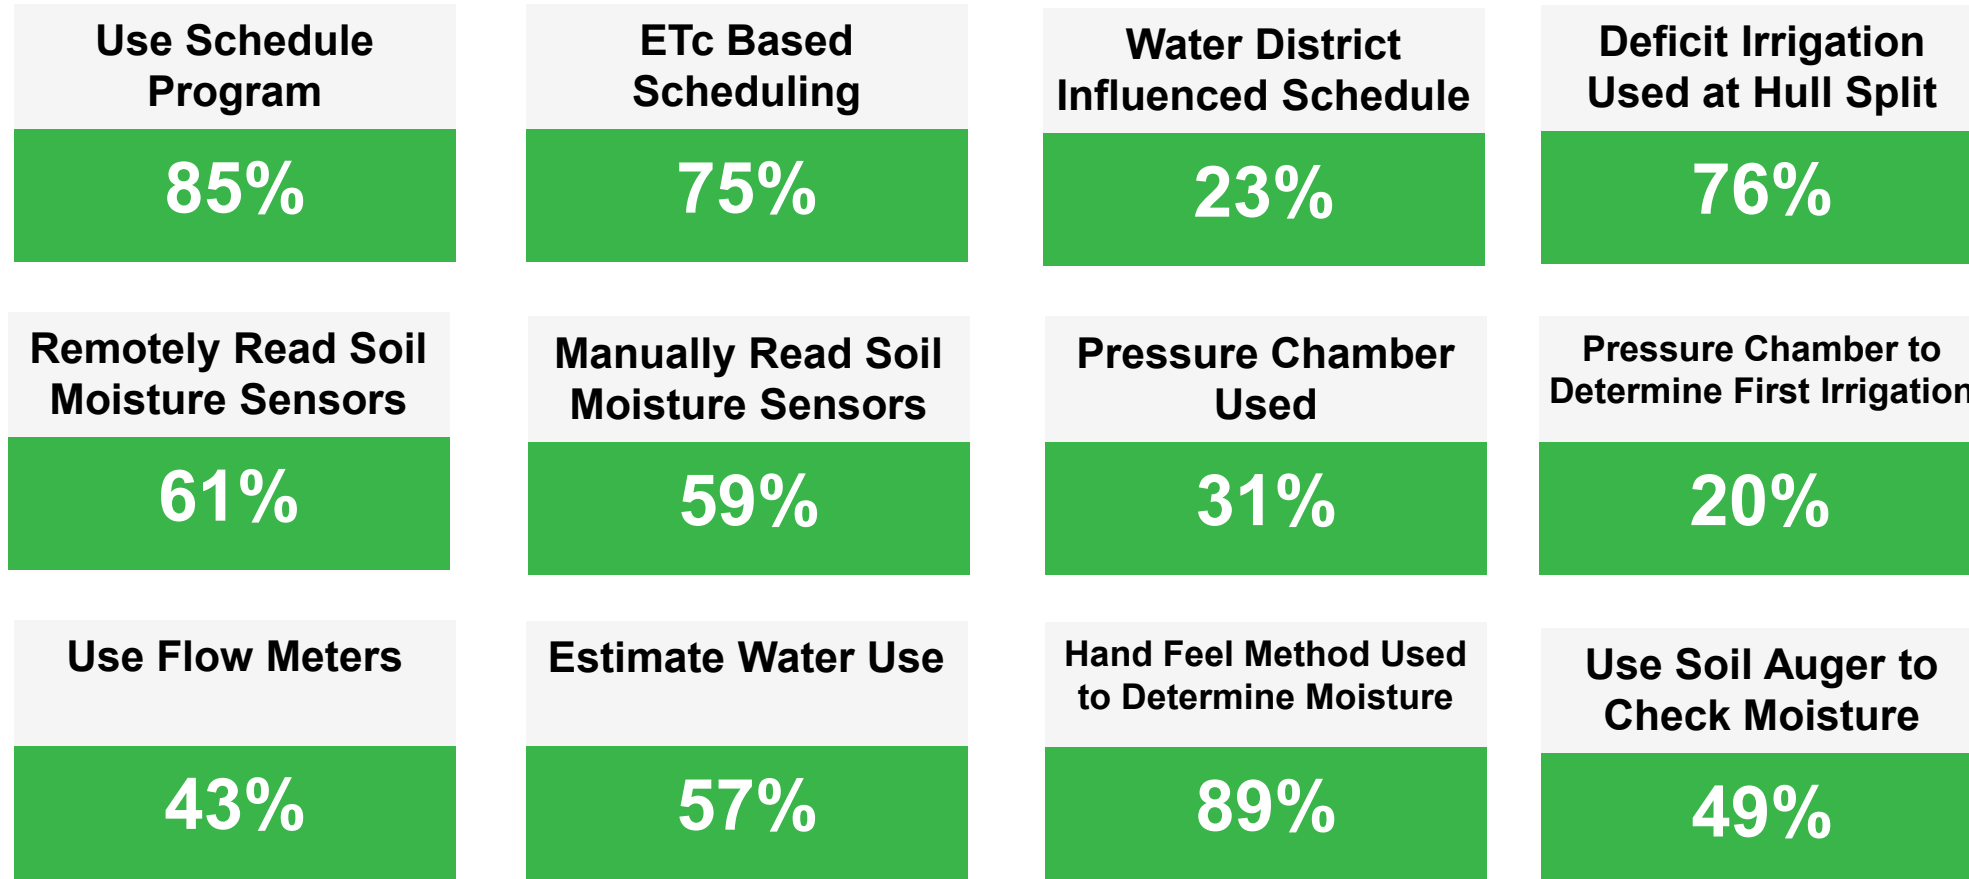 Use Schedule
Program
85%
ETc Based
Scheduling
75%
Water District
Influenced Schedule
23%
Deficit Irrigation
Used at Hull Split
76%
Remotely Read Soil
Moisture Sensors
61%
Manually Read Soil
Moisture Sensors
59%
Pressure Chamber
Used
31%
Pressure Chamber to
Determine First Irrigation
20%
Use Flow Meters
43%
Estimate Water Use
57%
Hand Feel Method Used
to Determine Moisture
89%
Use Soil Auger to
Check Moisture
49%